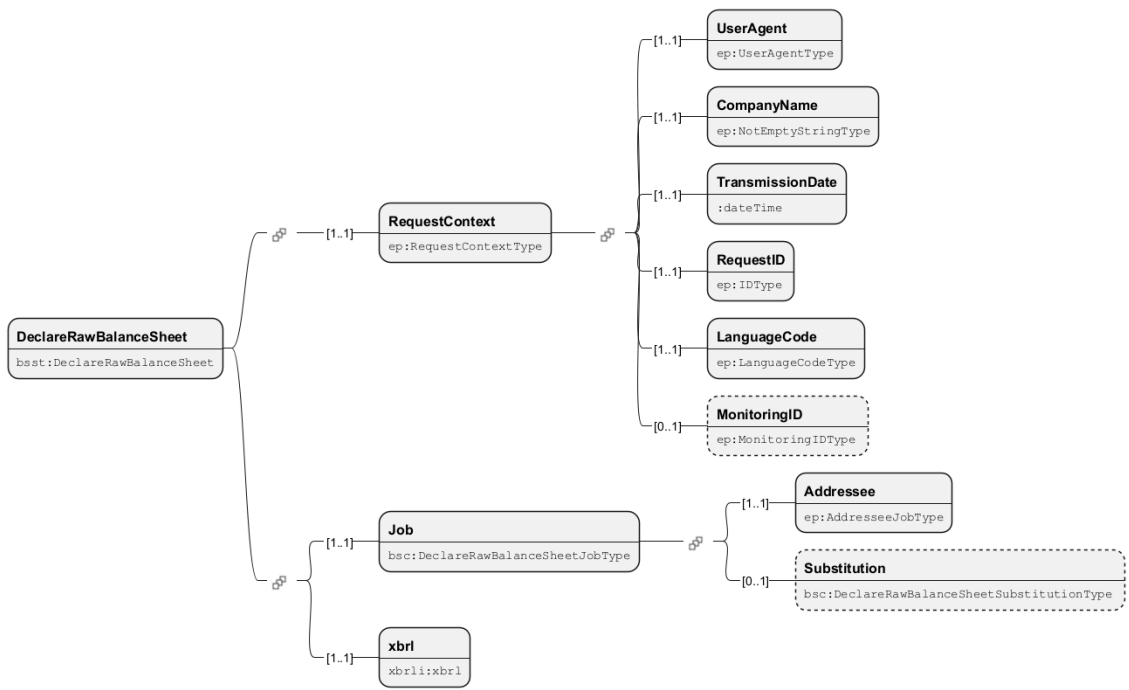 UserAgent
[1..1]
ep:UserAgentType
CompanyName
[1..1]
ep:NotEmptyStringType
TransmissionDate
[1..1]
:dateTime
RequestContext
[1..1]
ep:RequestContextType
RequestID
[1..1]
ep:IDType
DeclareRawBalanceSheet
bsst:DeclareRawBalanceSheet
LanguageCode
[1..1]
ep:LanguageCodeType
MonitoringID
[0..1]
ep:MonitoringIDType
Addressee
[1..1]
ep:AddresseeJobType
Job
[1..1]
bsc:DeclareRawBalanceSheetJobType
Substitution
[0..1]
bsc:DeclareRawBalanceSheetSubstitutionType
xbrl
[1..1]
xbrli:xbrl